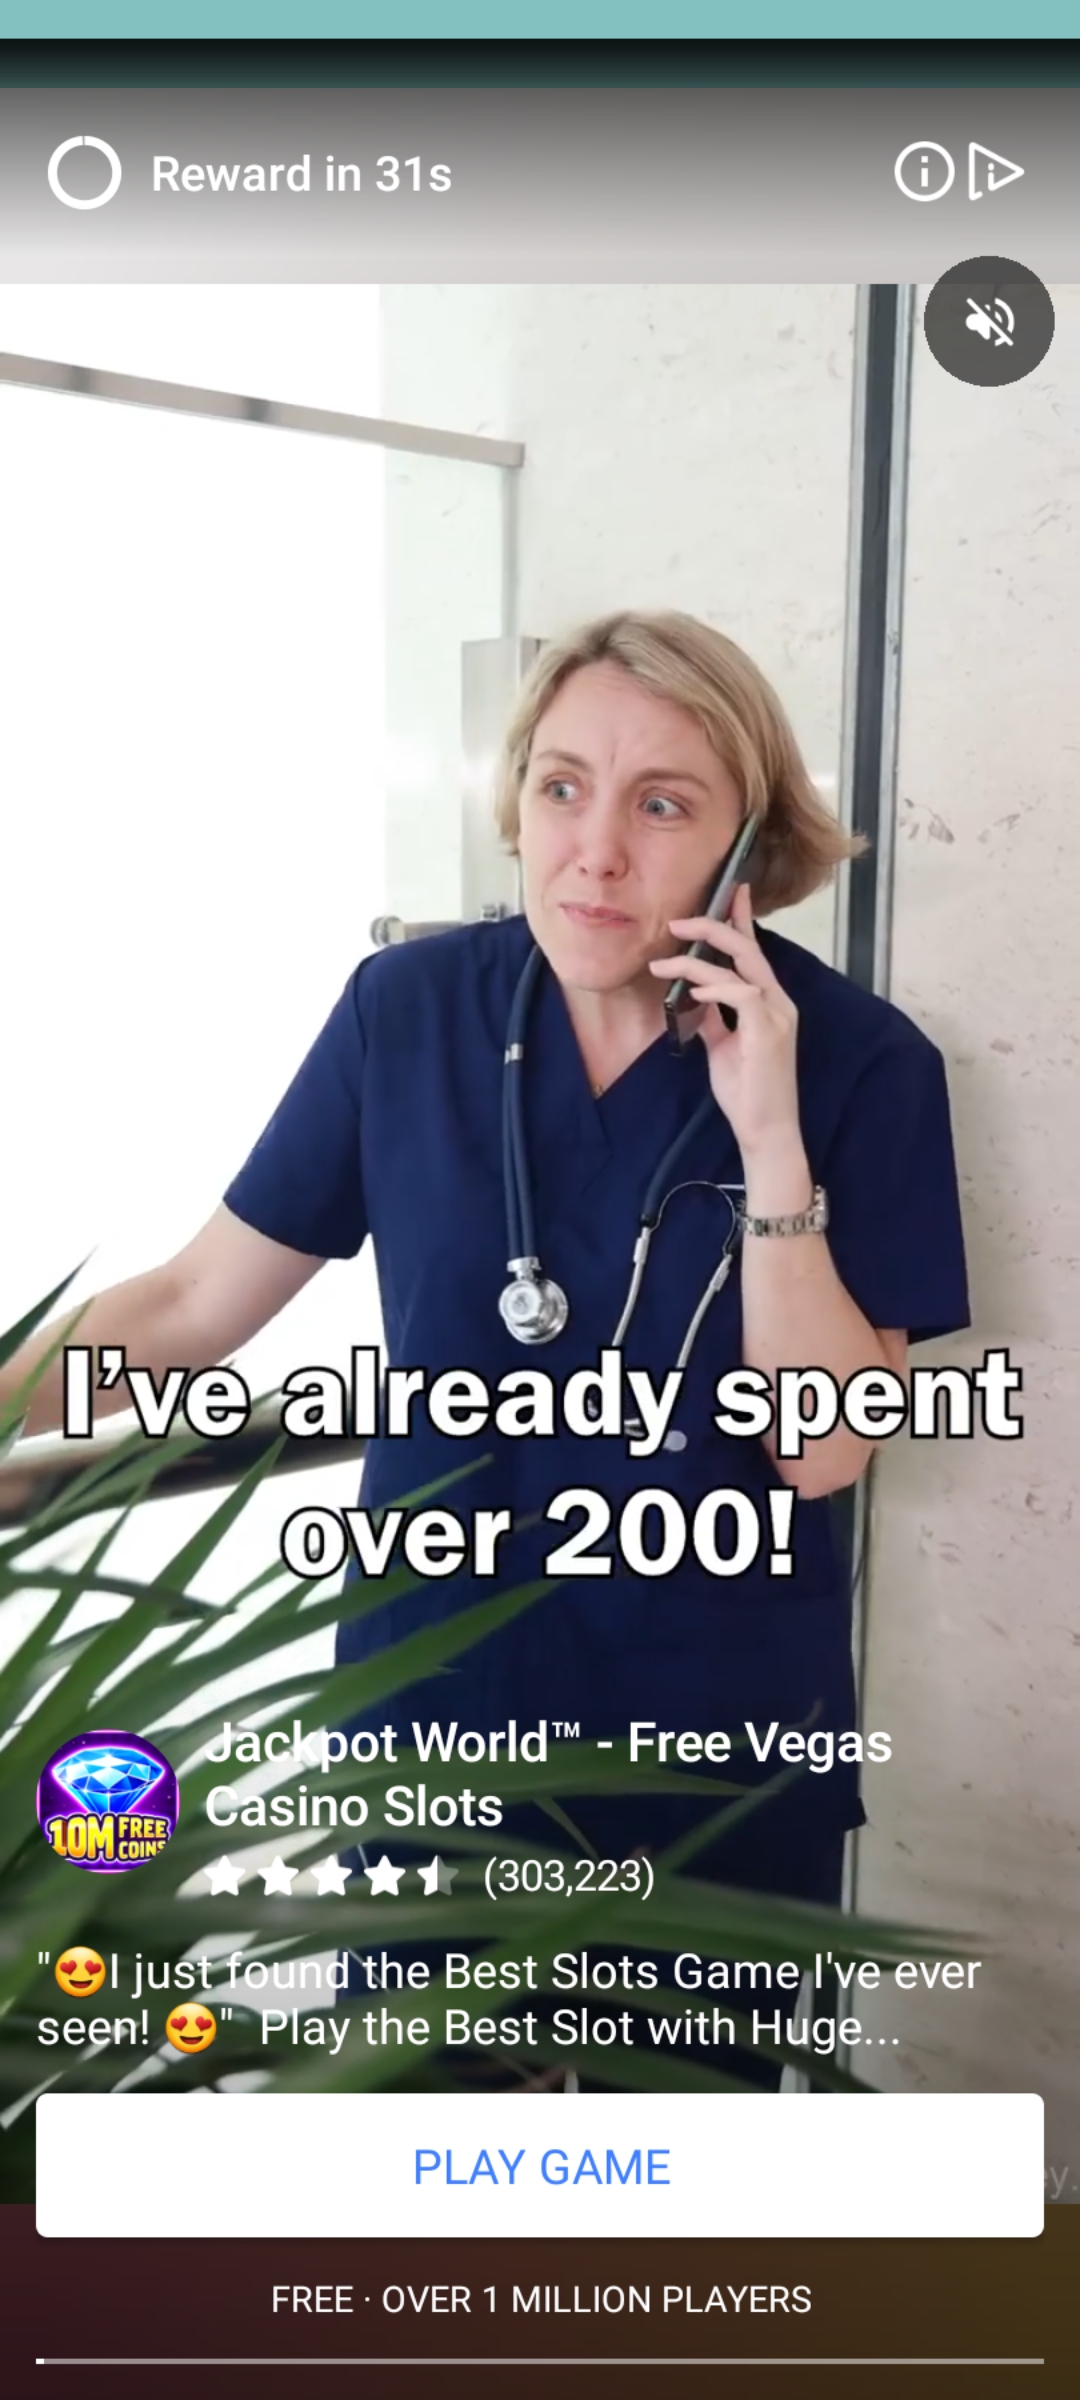 Reward in 31s
I've already spent
over 200!
Jackpot World™ - Free Vegas
Casino Slots
10M FREE
COINS
(303,223)
"😍I just found the Best Slots Game I've ever
seen! 😍"  Play the Best Slot with Huge...
PLAY GAME
FREE · OVER 1 MILLION PLAYERS